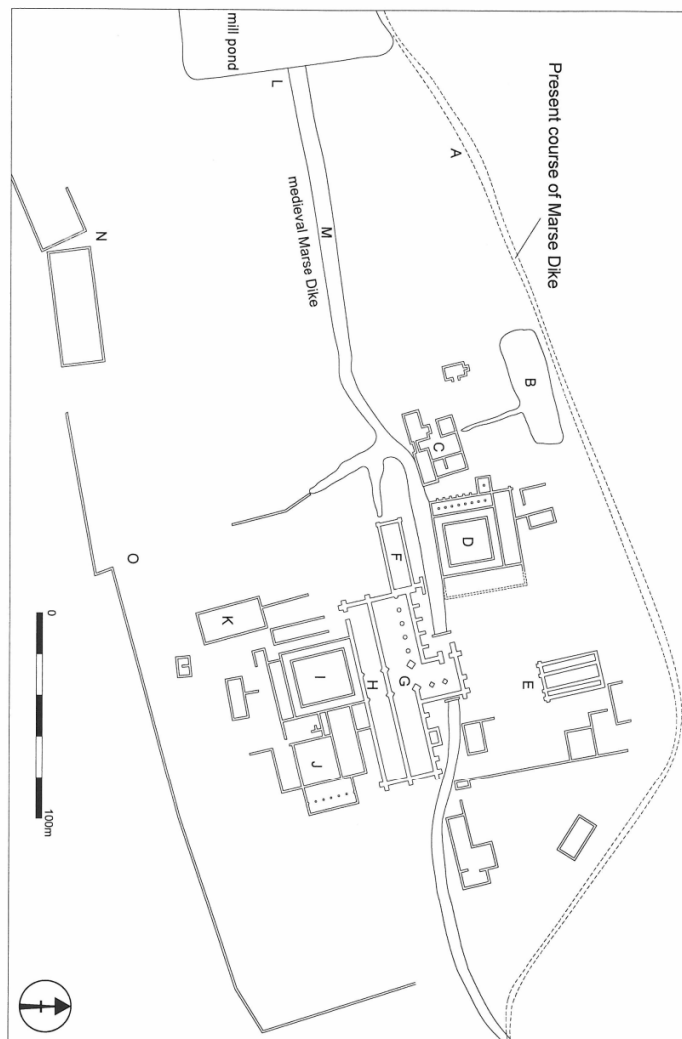 mill pond
L
Present course of Marse Dike
A
medieval Marse Dike
M
N
B
C
D
F
O
K
E
G
I
H
J
0
100m